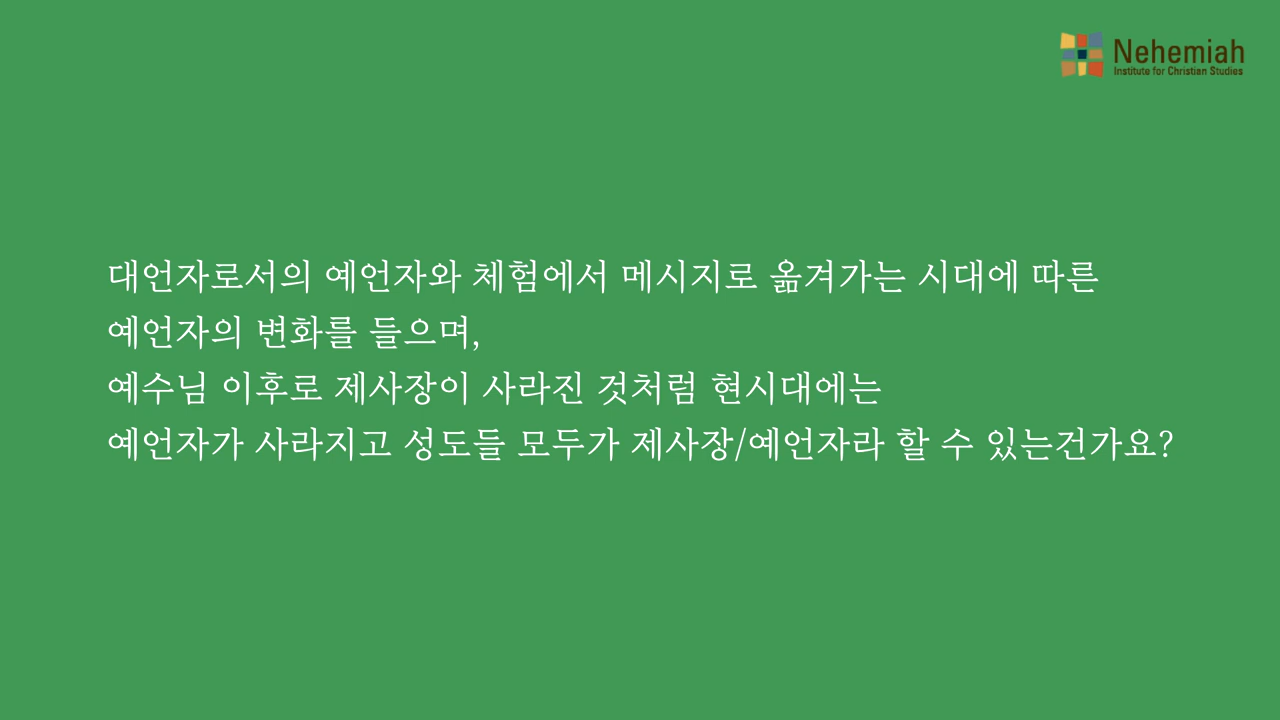 Nehemiah
Institute for Christian Studies
대언자로서의 예언자와 체험에서 메시지로 옮겨가는 시대에 따른
예언자의 변화를 들으며,
예수님 이후로 제사장이 사라진 것처럼 현시대에는
예언자가 사라지고 성도들 모두가 제사장/예언자라 할 수 있는건가요?